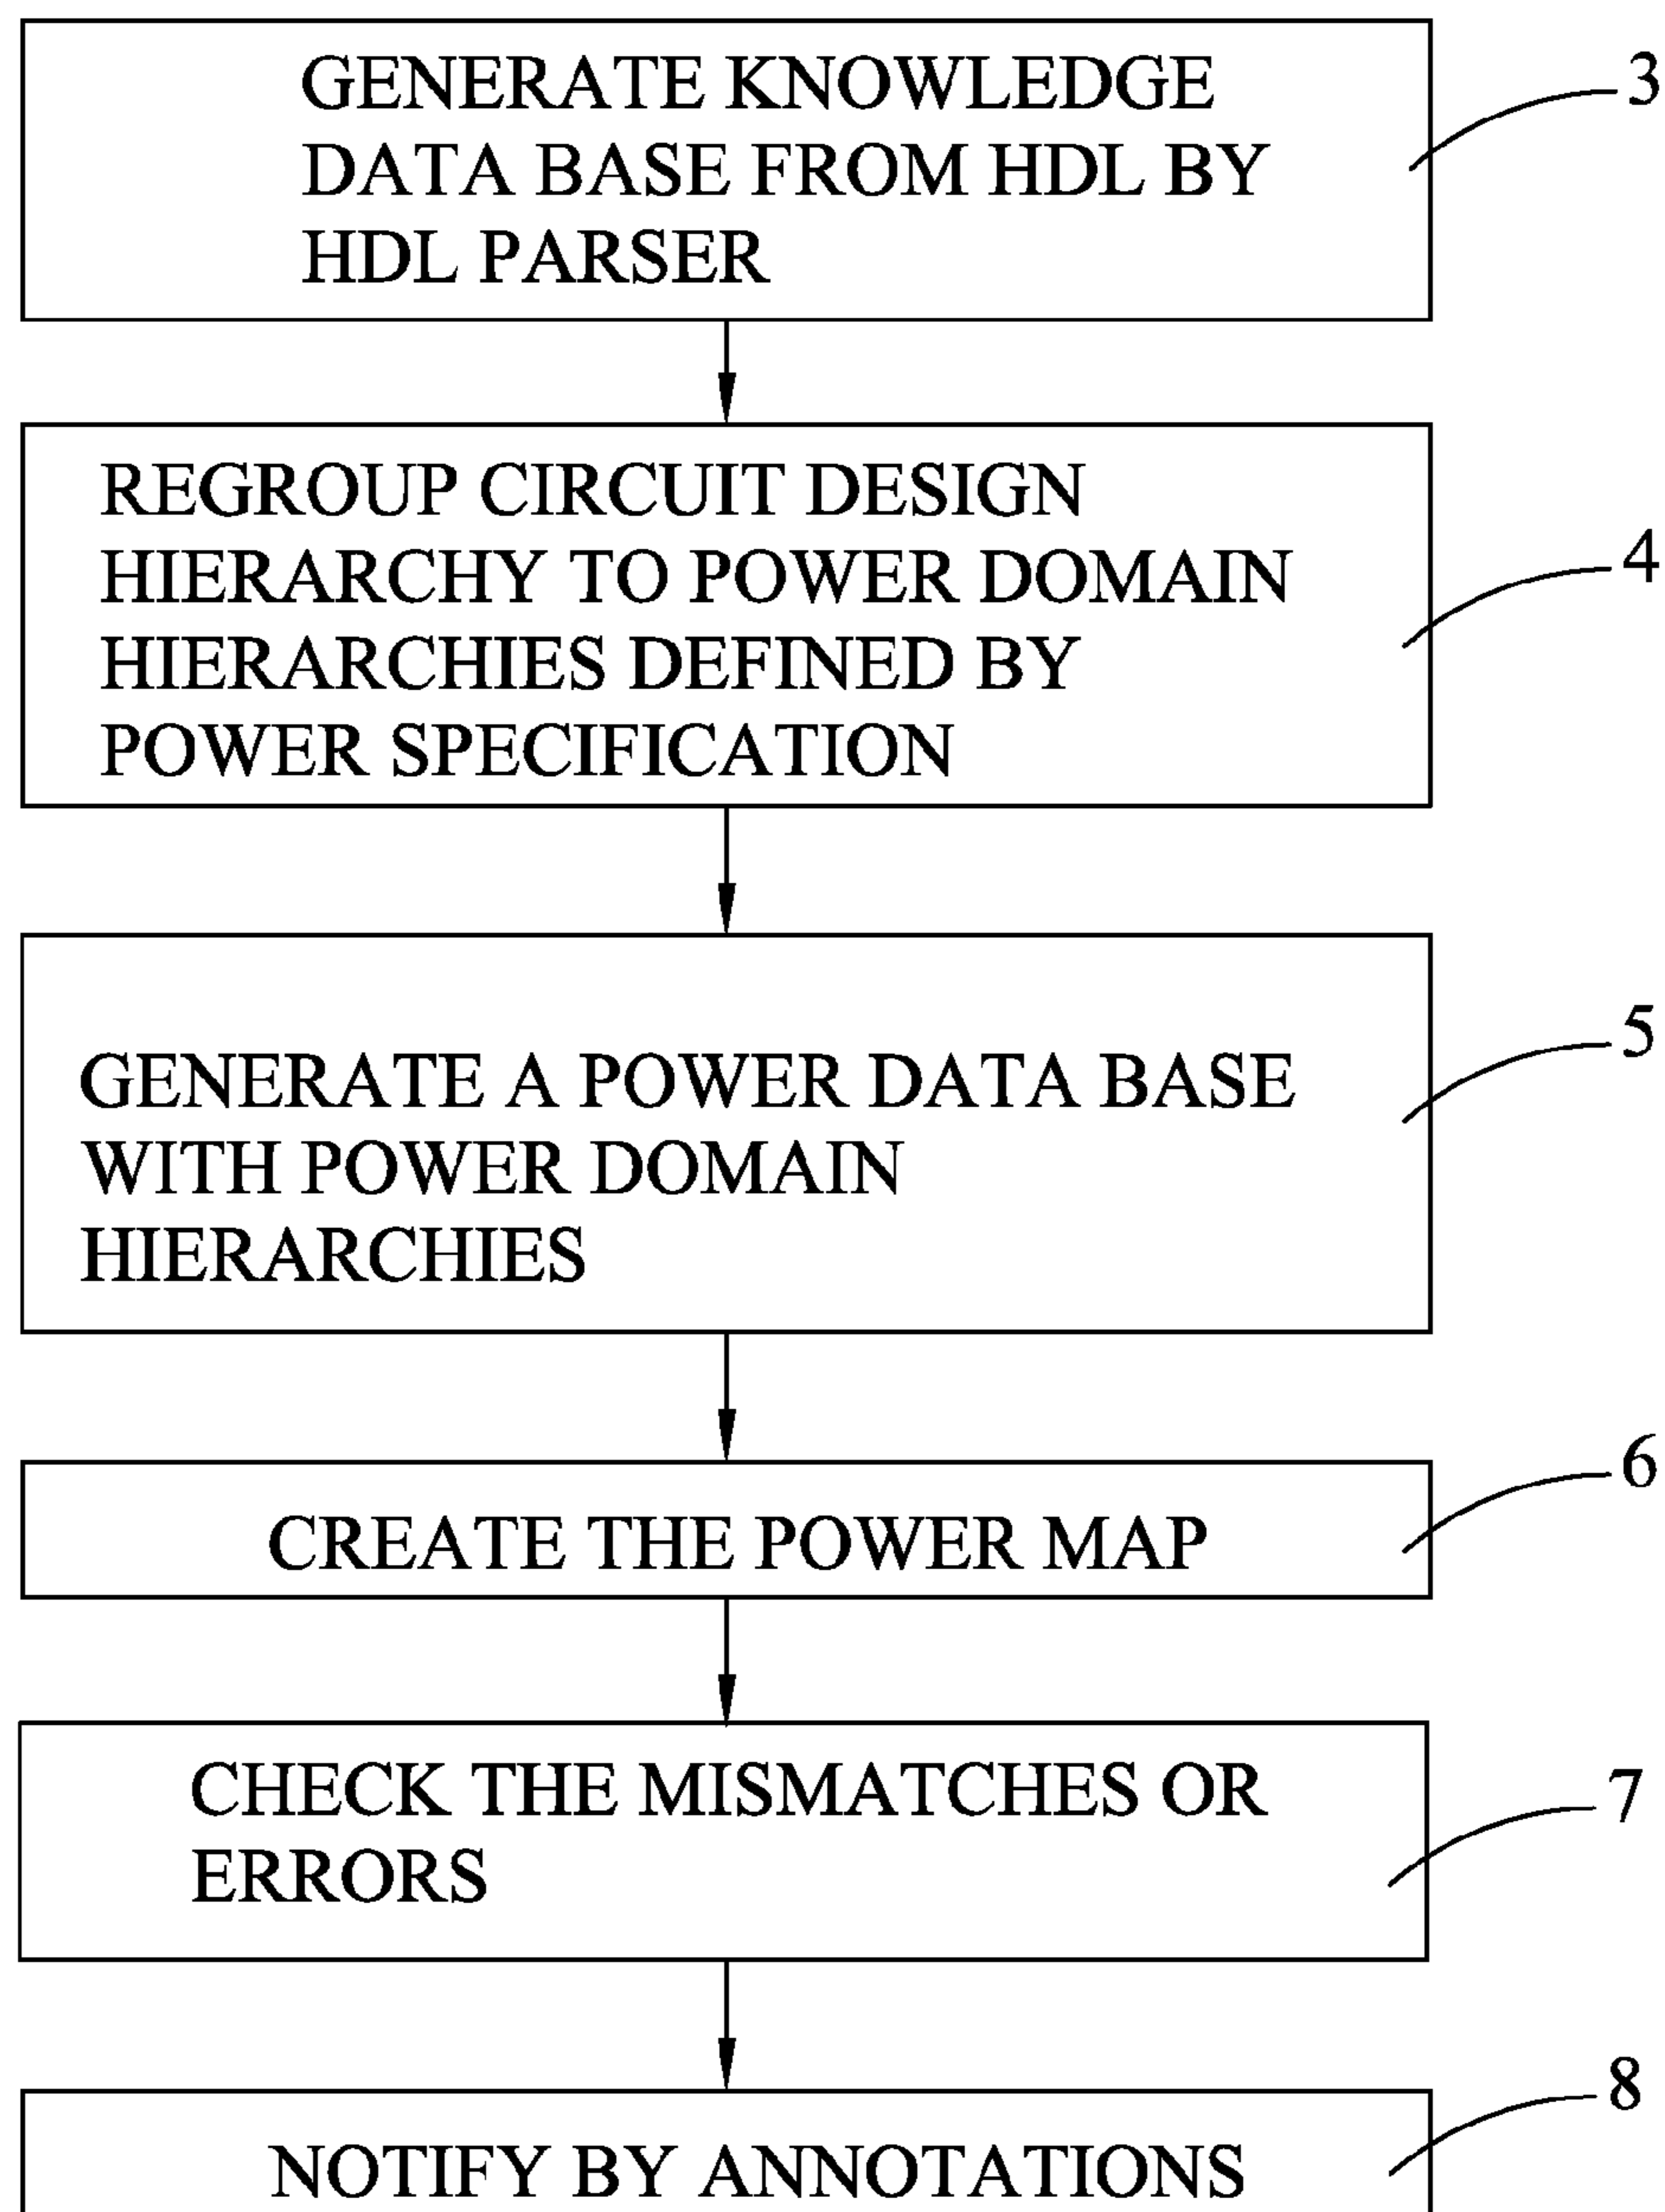 GENERATE KNOWLEDGE
DATA BASE FROM HDL BY
HDL PARSER
3
REGROUP CIRCUIT DESIGN
HIERARCHY TO POWER DOMAIN
HIERARCHIES DEFINED BY
POWER SPECIFICATION
4
GENERATE A POWER DATA BASE
WITH POWER DOMAIN
HIERARCHIES
5
CREATE THE POWER MAP
6
CHECK THE MISMATCHES OR
ERRORS
7
NOTIFY BY ANNOTATIONS
8